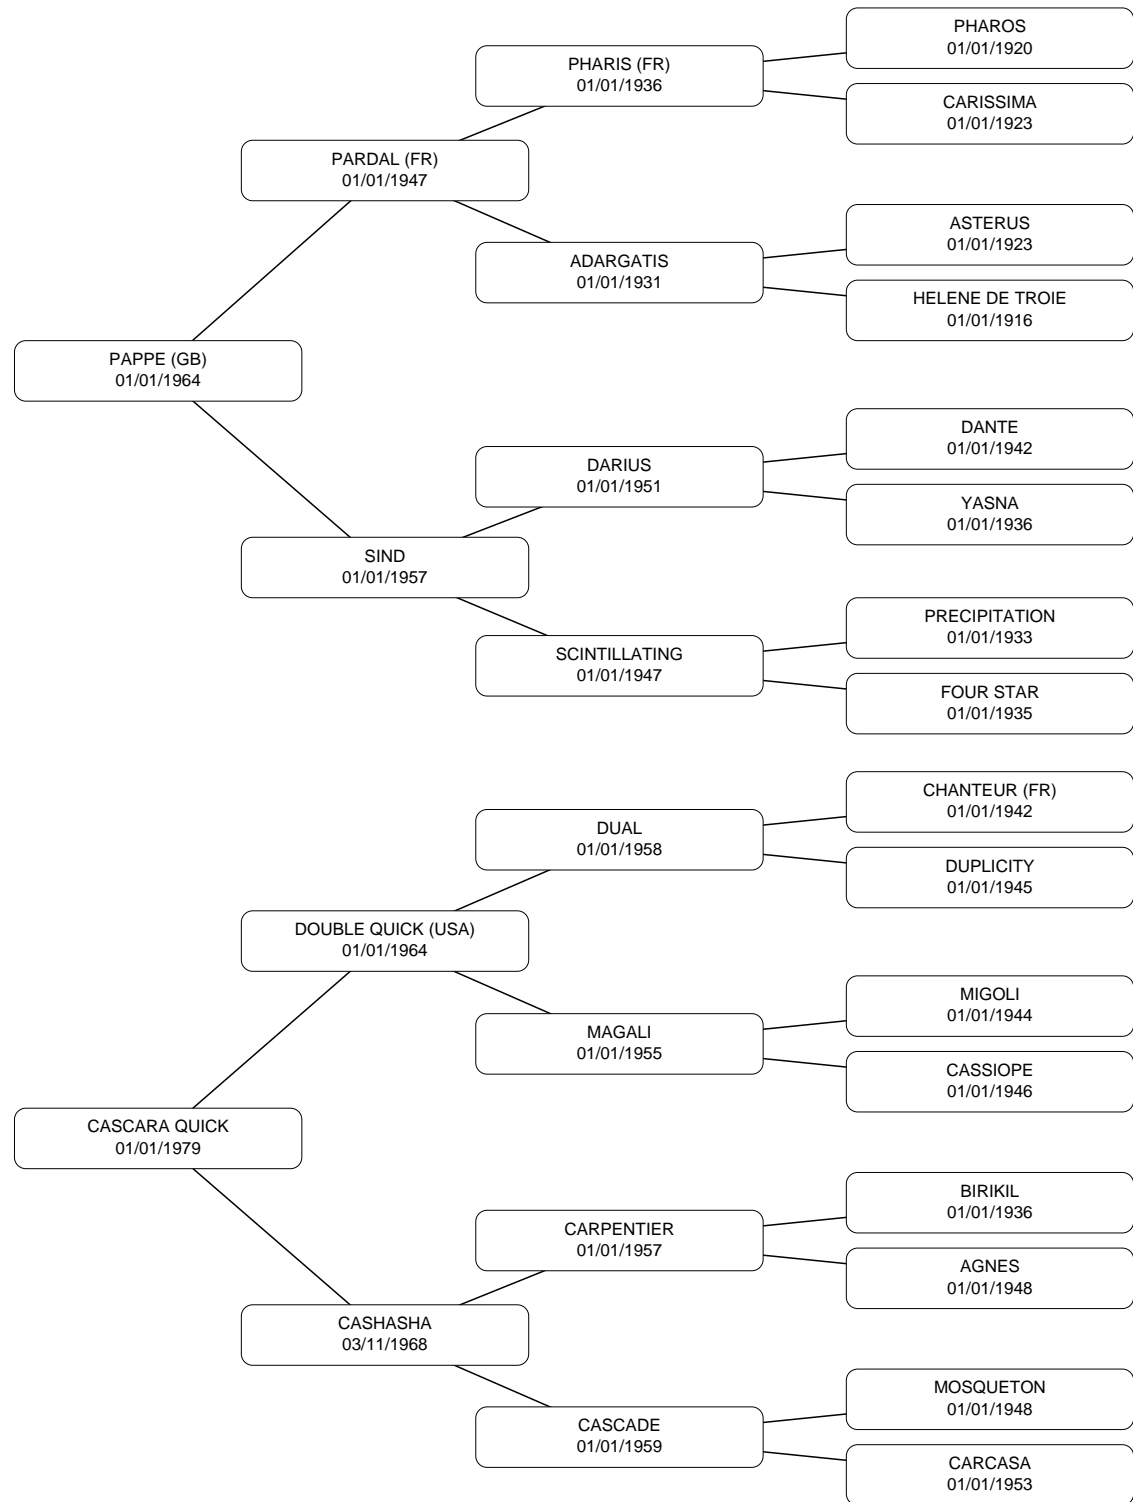 PHAROS
01/01/1920
PHARIS (FR)
01/01/1936
CARISSIMA
01/01/1923
PARDAL (FR)
01/01/1947
ASTERUS
01/01/1923
ADARGATIS
01/01/1931
HELENE DE TROIE
01/01/1916
PAPPE (GB)
01/01/1964
DANTE
01/01/1942
DARIUS
01/01/1951
YASNA
01/01/1936
SIND
01/01/1957
PRECIPITATION
01/01/1933
SCINTILLATING
01/01/1947
FOUR STAR
01/01/1935
CHANTEUR (FR)
01/01/1942
DUAL
01/01/1958
DUPLICITY
01/01/1945
DOUBLE QUICK (USA)
01/01/1964
MIGOLI
01/01/1944
MAGALI
01/01/1955
CASSIOPE
01/01/1946
CASCARA QUICK
01/01/1979
BIRIKIL
01/01/1936
CARPENTIER
01/01/1957
AGNES
01/01/1948
CASHASHA
03/11/1968
MOSQUETON
01/01/1948
CASCADE
01/01/1959
CARCASA
01/01/1953